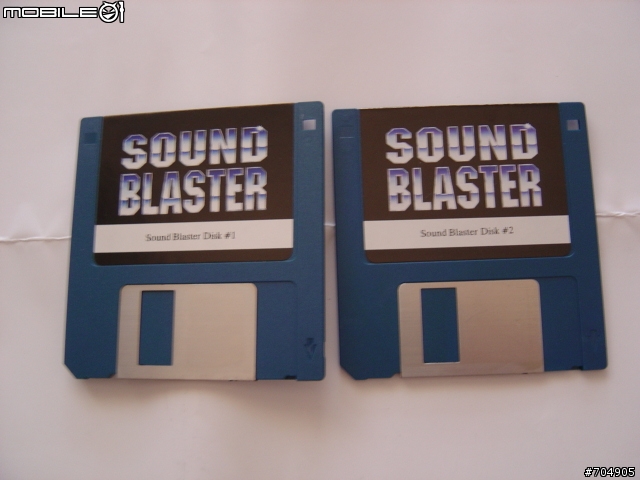 MOBILE01
SOUND
BLASTER
Sound Blaster Disk #1
SOUND
BLASTER
Sound Blaster Disk #2
#704905